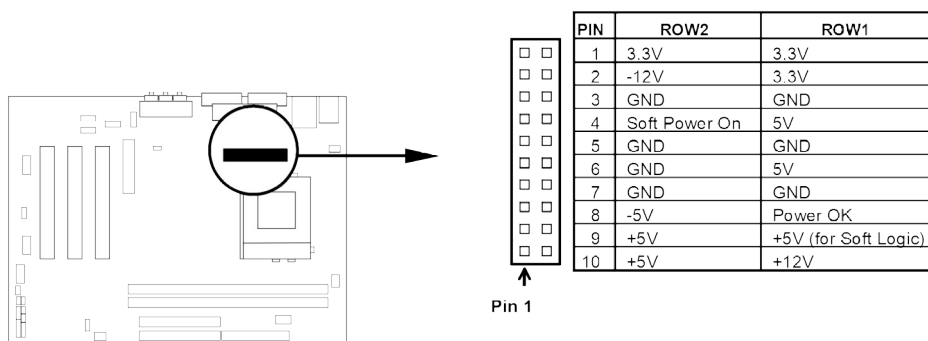 PIN ROW2 ROW1
1 3.3V 3.3V
2 -12V 3.3V
3 GND GND
4 Soft Power On 5V
5 GND GND
6 GND 5V
7 GND GND
8 -5V Power OK
9 +5V +5V (for Soft Logic)
10 +5V +12V
Pin 1